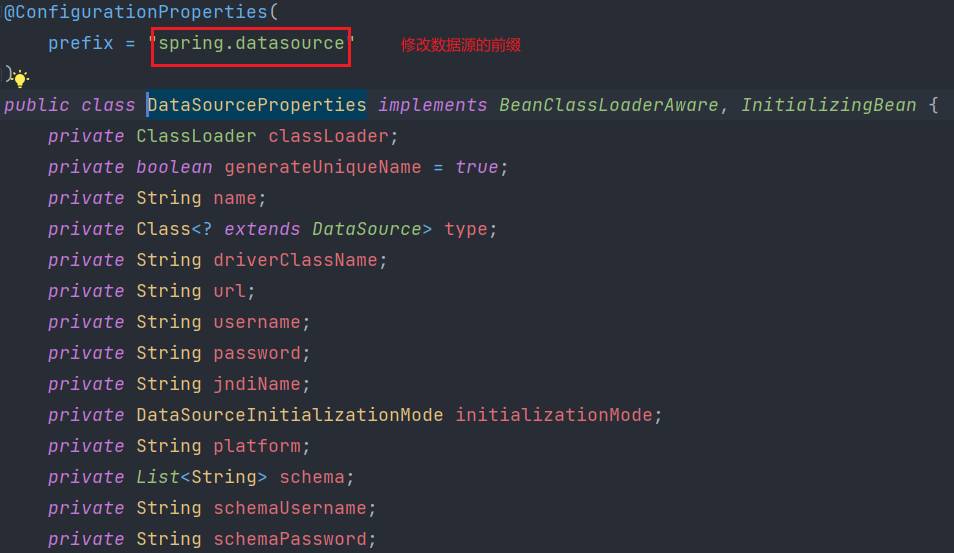 @ConfigurationProperties(
prefix = "spring.datasource" 修改数据源的前缀
)
public class DataSourceProperties implements BeanClassLoaderAware, InitializingBean {
private ClassLoader classLoader;
private boolean generateUniqueName = true;
private String name;
private Class<? extends DataSource> type;
private String driverClassName;
private String url;
private String username;
private String password;
private String jndiName;
private DataSourceInitializationMode initializationMode;
private String platform;
private List<String> schema;
private String schemaUsername;
private String schemaPassword;